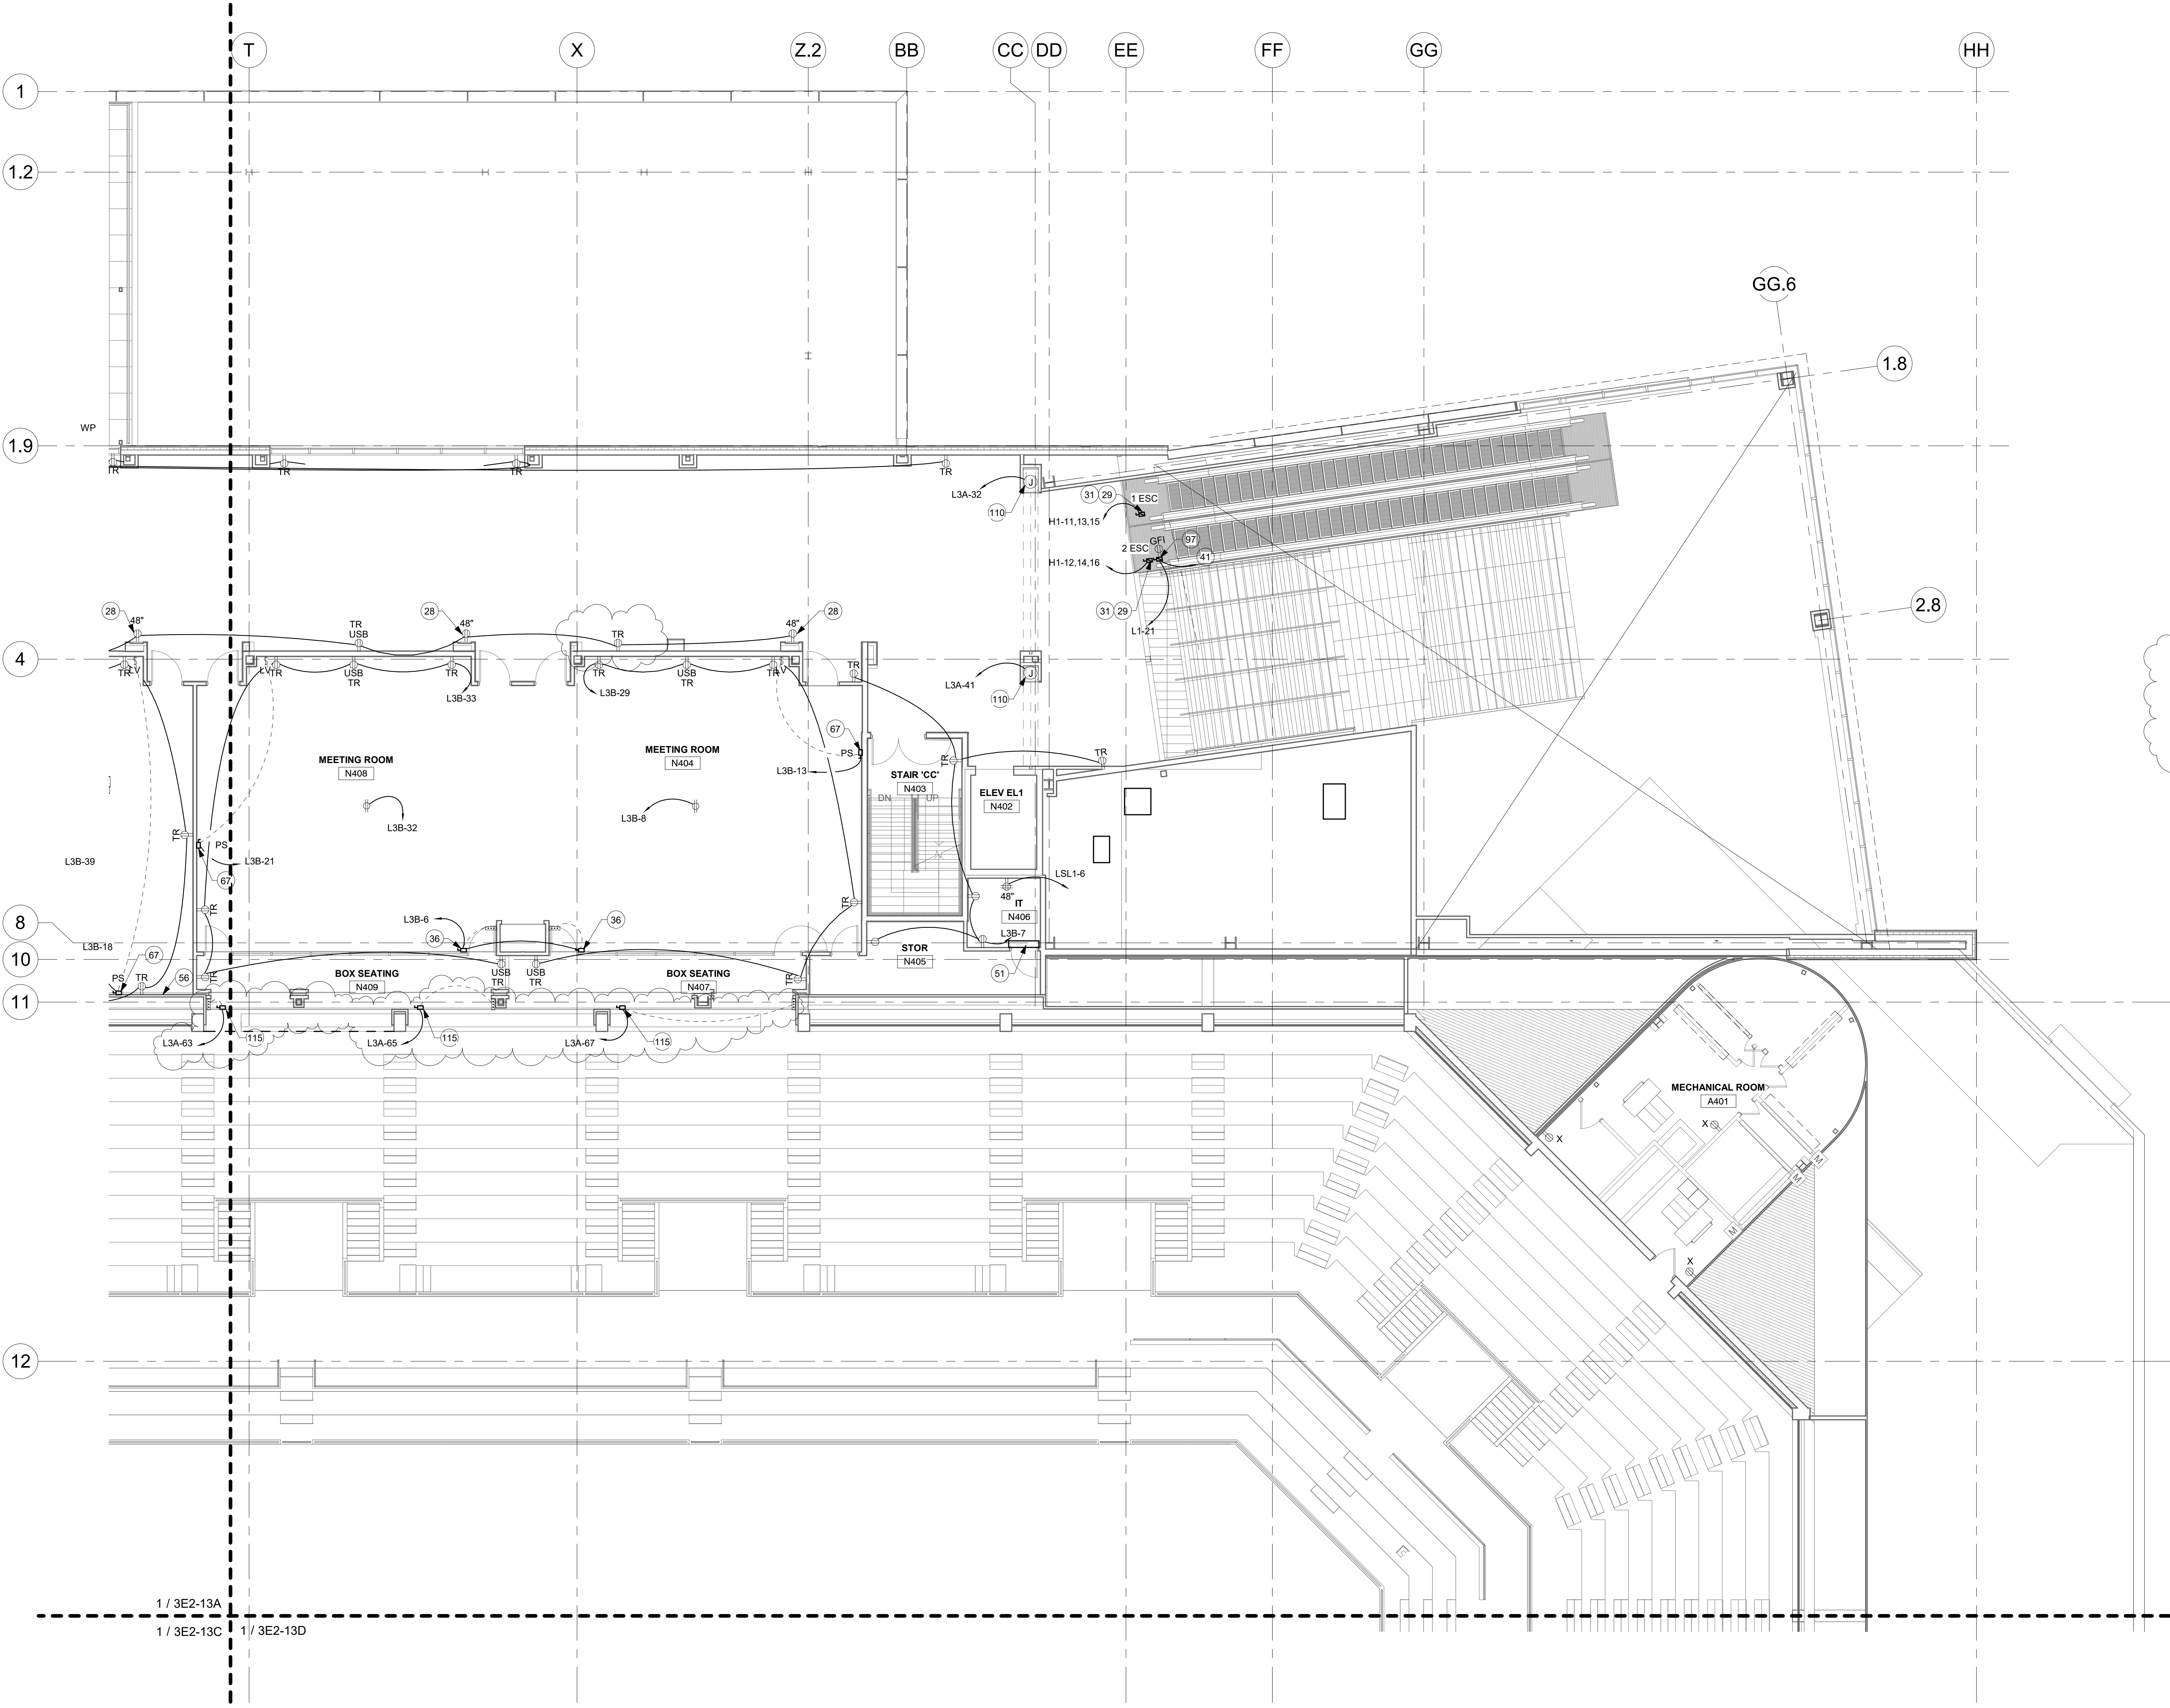 T
X
Z.2
BB
CC
DD
EE
FF
GG
HH
1
1.2
GG.6
1.8
WP
1.9
TR
TR
TR
TR
L3A-32
J
110
31
29
1 ESC
H1-11,13,15
GFI
97
2 ESC
41
H1-12,14,16
31
29
L1-21
2.8
28
48"
TR
USB
28
48"
TR
48"
28
4
TR
LV
LV
TR
USB
TR
TR
L3B-33
TR
L3B-29
USB
TR
TR
LV
TR
L3A-41
J
110
67
PS
L3B-13
MEETING ROOM
N408
MEETING ROOM
N404
STAIR 'CC'
N403
DN
UP
TR
TR
ELEV EL1
N402
L3B-32
L3B-8
TR
PS
L3B-39
L3B-21
67
LSL1-6
48"
IT
N406
TR
L3B-6
36
36
TR
8
L3B-18
L3B-7
STOR
N405
51
10
67
PS
TR
56
TR
BOX SEATING
N409
USB
TR
USB
TR
BOX SEATING
N407
TR
11
L3A-63
115
L3A-65
115
L3A-67
115
MECHANICAL ROOM
A401
X
X
M
M
M
X
12
1 / 3E2-13A
1 / 3E2-13C
1 / 3E2-13D